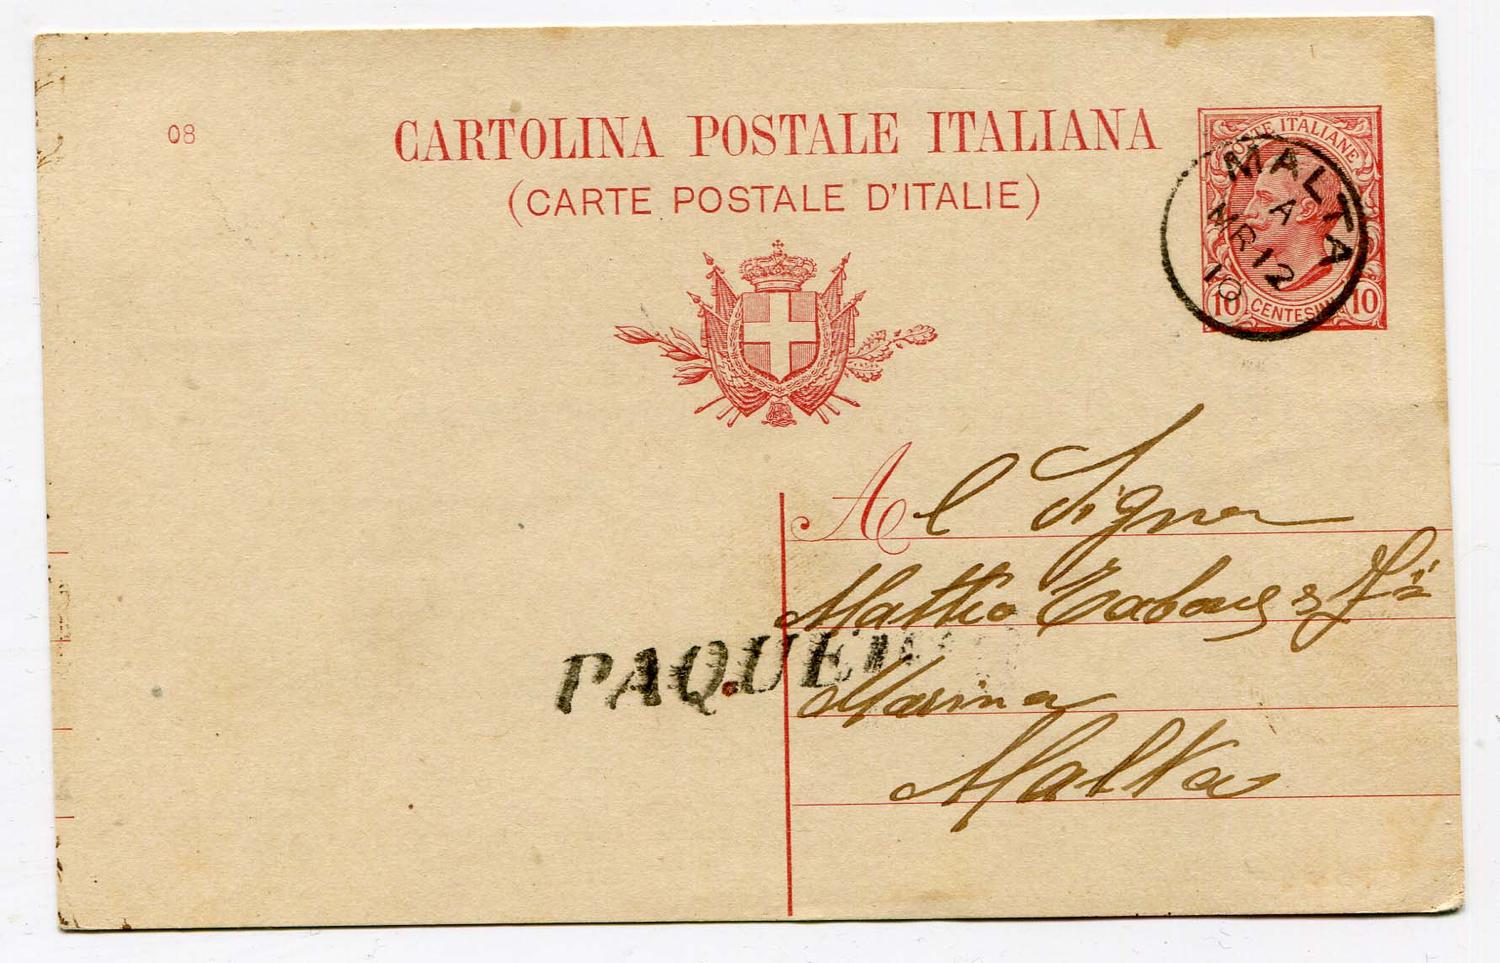 08
CARTOLINA POSTALE ITALIANA
(CARTE POSTALE D'ITALIE)
POSTE ITALIANE
10 CENTESIMI 10
MALTA
A
MR 12
10
Al Signor
Matteo
PAQUEB
Marina
Malta